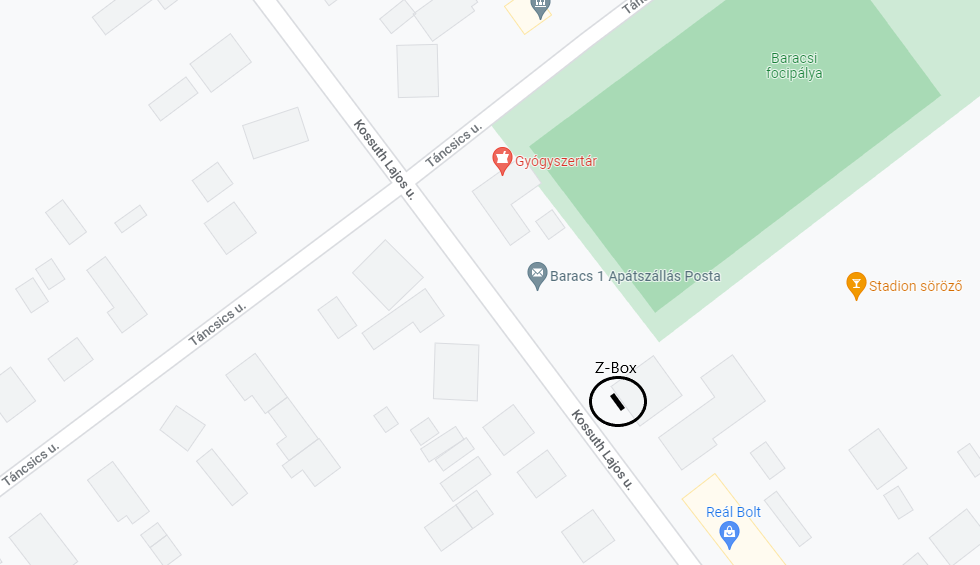 Tánc
Baracsi
focipálya
Kossuth Lajos u.
Táncsics u.
Gyógyszertár
Baracs 1 Apátszállás Posta
Stadion söröző
Táncsics u.
Z-Box
Kossuth Lajos u.
Táncsics u.
Reál Bolt